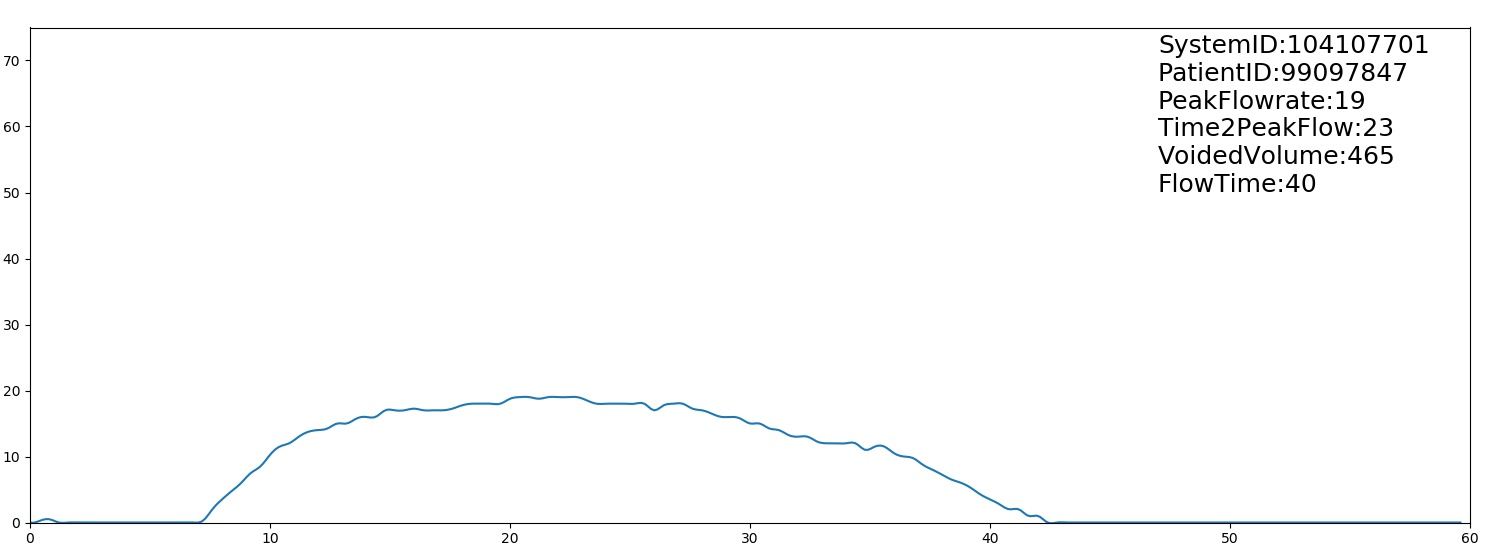 SystemID:104107701
PatientID:99097847
PeakFlowrate:19
Time2PeakFlow:23
VoidedVolume:465
FlowTime:40
70
60
50
40
30
20
10
0
0 10 20 30 40 50 60